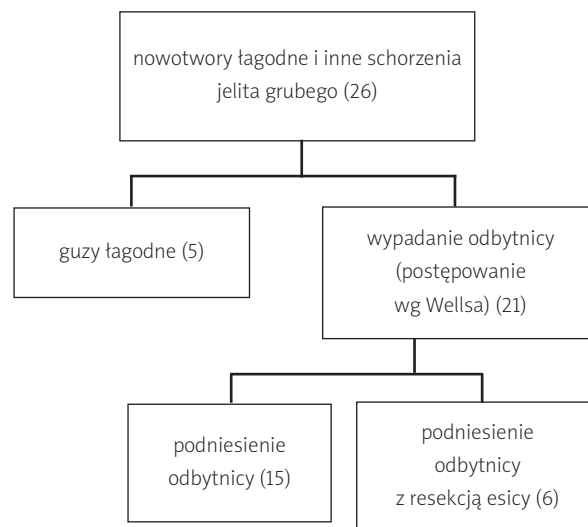 nowotwory łagodne i inne schorzenia
jelita grubego (26)
guzy łagodne (5)
wypadanie odbytnicy
(postępowanie
wg Wellsa) (21)
podniesienie
odbytnicy (15)
podniesienie
odbytnicy
z resekcją esicy (6)